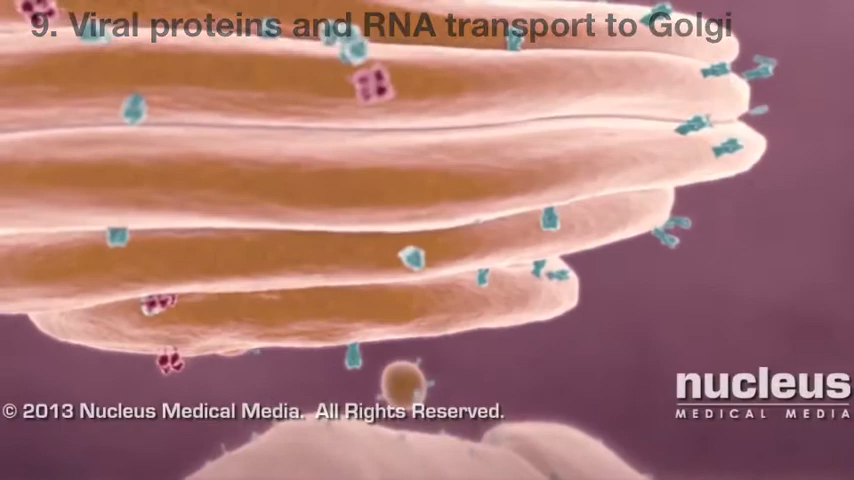 9. Viral proteins and RNA transport to Golgi
© 2013 Nucleus Medical Media.  All Rights Reserved.
nucleus
MEDICAL MEDIA